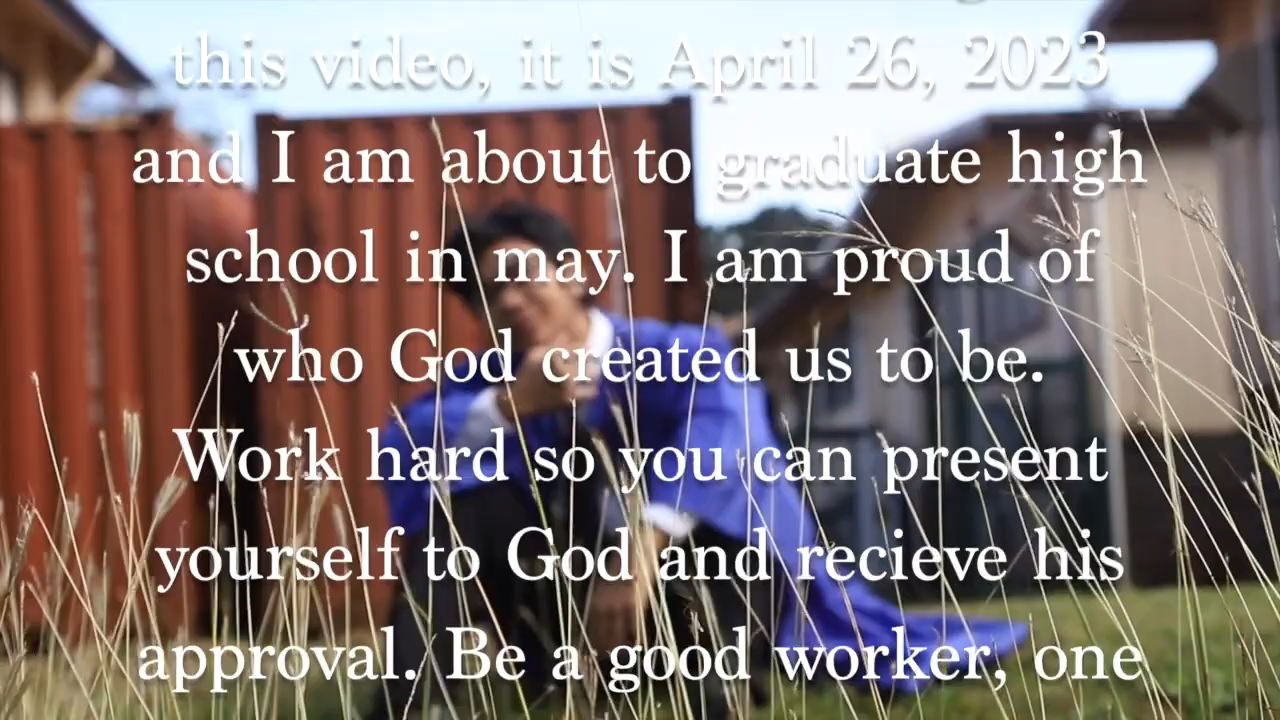 this video, it is April 26, 2023
and I am about to graduate high
school in may. I am proud of
who God created us to be.
Work hard so you can present
yourself to God and recieve his
approval. Be a good worker, one